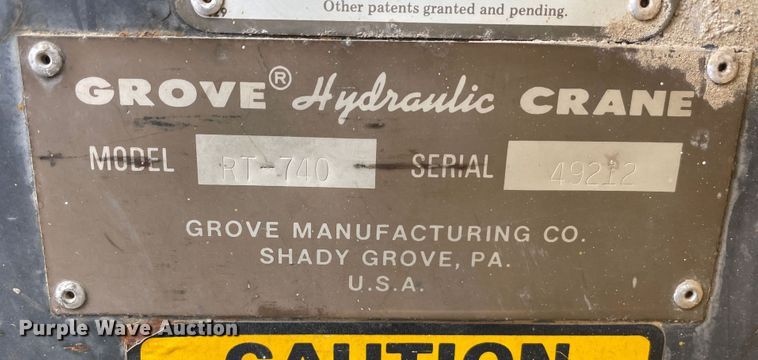 Other patents granted and pending.
GROVE® Hydraulic CRANE
MODEL RT-740 SERIAL 49212
GROVE MANUFACTURING CO.
SHADY GROVE, PA.
U.S.A.
Purple Wave Auction
CAUTION